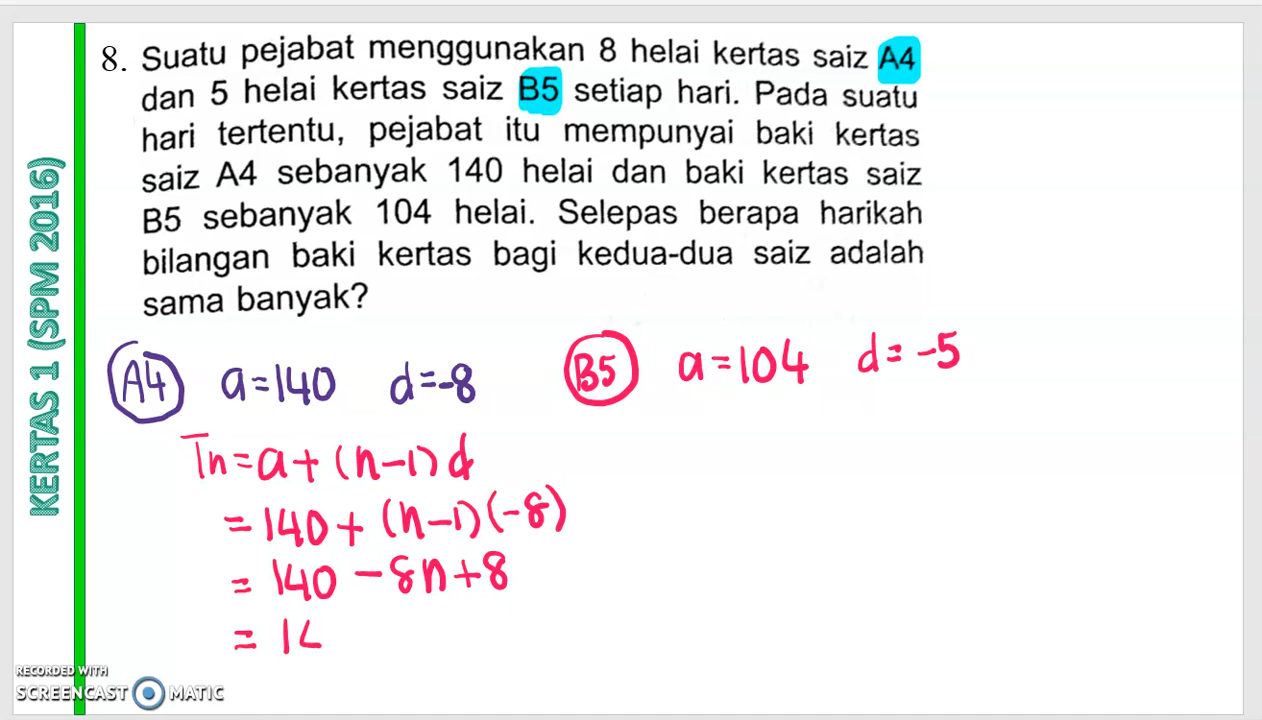 KERTAS 1 (SPM 2016)
8. Suatu pejabat menggunakan 8 helai kertas saiz A4
dan 5 helai kertas saiz B5 setiap hari. Pada suatu
hari tertentu, pejabat itu mempunyai baki kertas
saiz A4 sebanyak 140 helai dan baki kertas saiz
B5 sebanyak 104 helai. Selepas berapa harikah
bilangan baki kertas bagi kedua-dua saiz adalah
sama banyak?
A4 a=140 d=-8
B5 a=104 d=-5
Tn=a+(n-1)d
=140+(n-1)(-8)
=140-8n+8
=14
RECORDED WITH
SCREENCAST MATIC